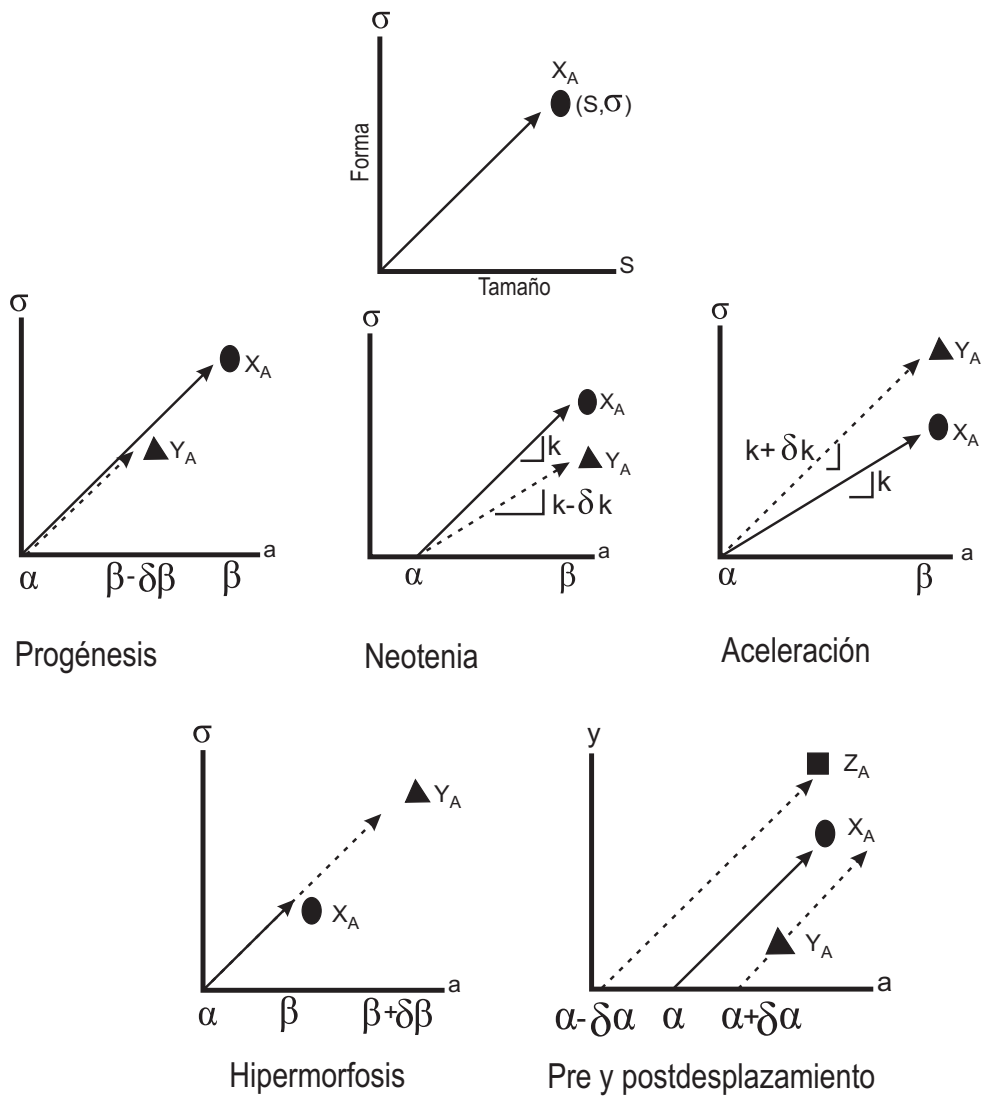 σ
X_A
(S,σ)
Forma
S
Tamaño
σ
X_A
Y_A
a
α
β-δβ
β
Progénesis
σ
X_A
k
Y_A
k-δk
a
α
β
Neotenia
σ
Y_A
k+δk
X_A
k
a
α
β
Aceleración
σ
Y_A
X_A
a
α
β
β+δβ
Hipermorfosis
y
Z_A
X_A
Y_A
a
α-δα
α
α+δα
Pre y postdesplazamiento